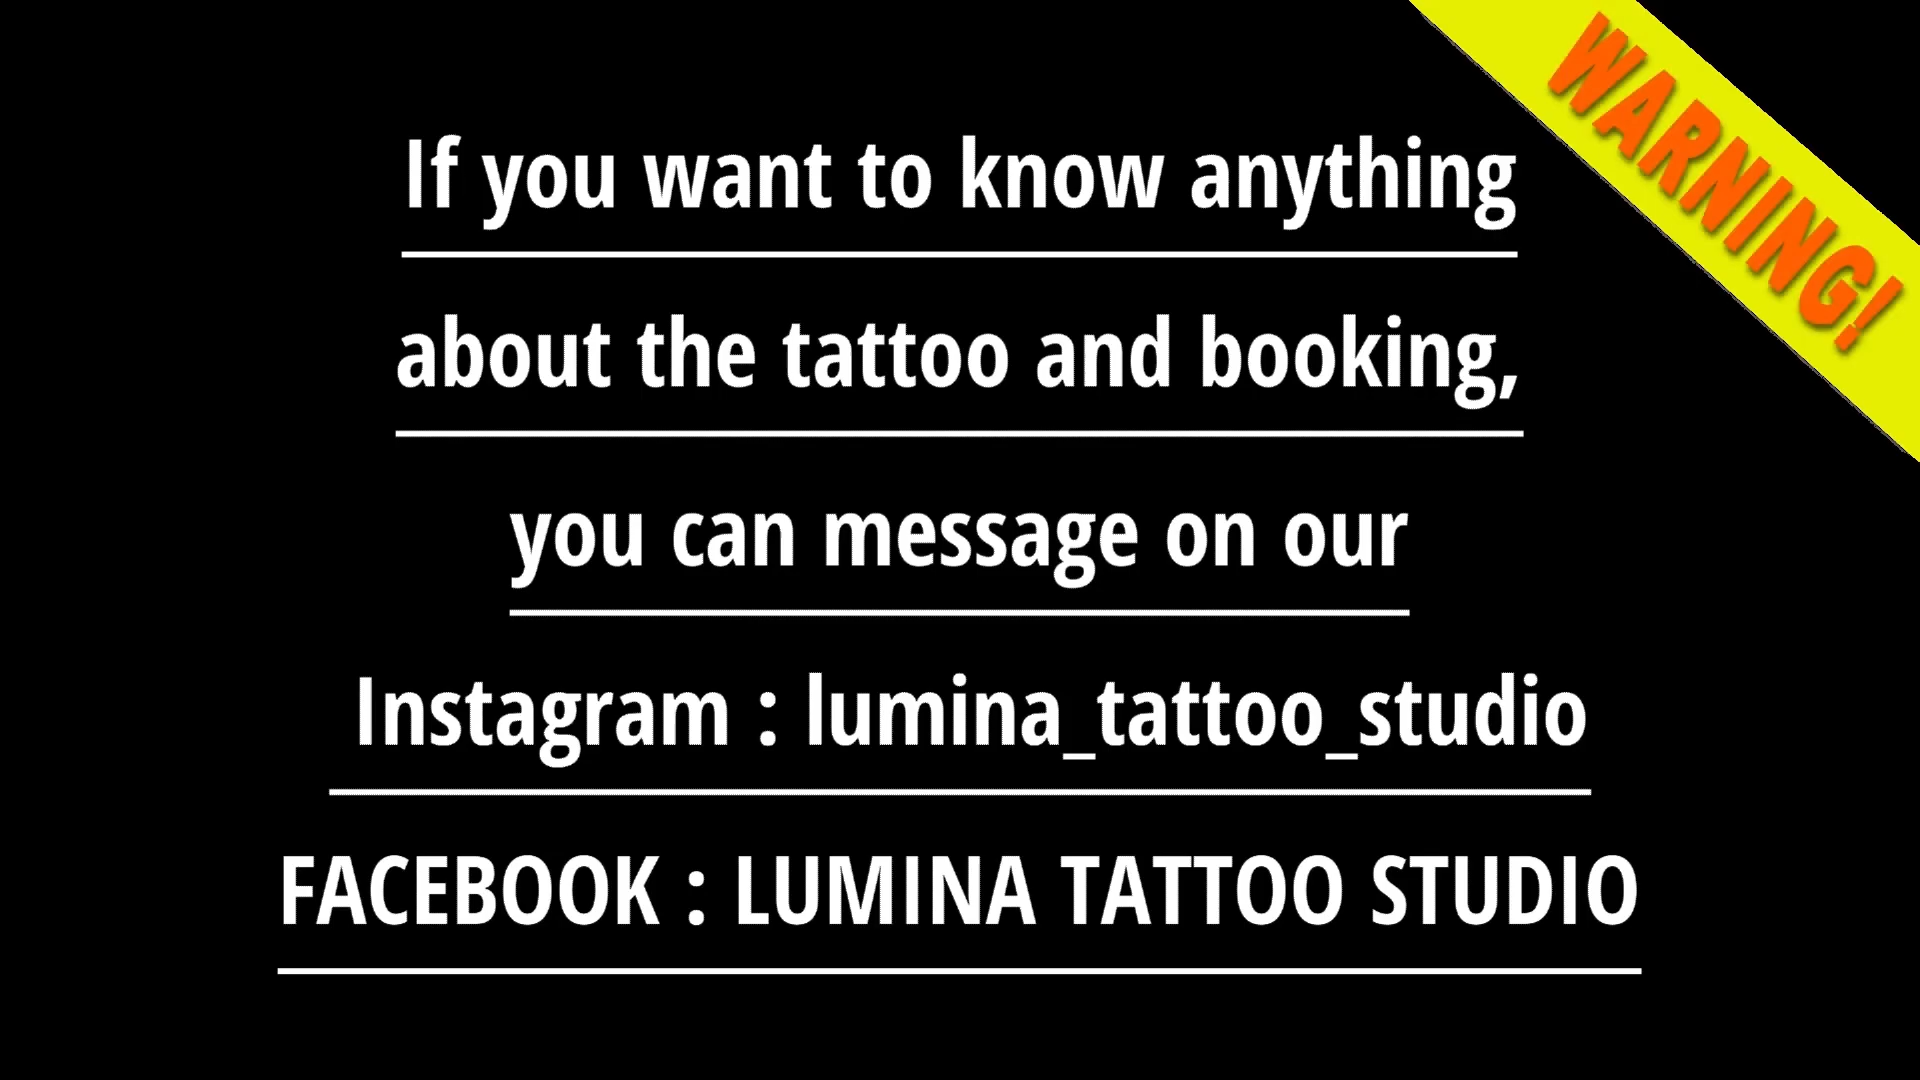 WARNING!
If you want to know anything
about the tattoo and booking,
you can message on our
Instagram : lumina_tattoo_studio
FACEBOOK : LUMINA TATTOO STUDIO